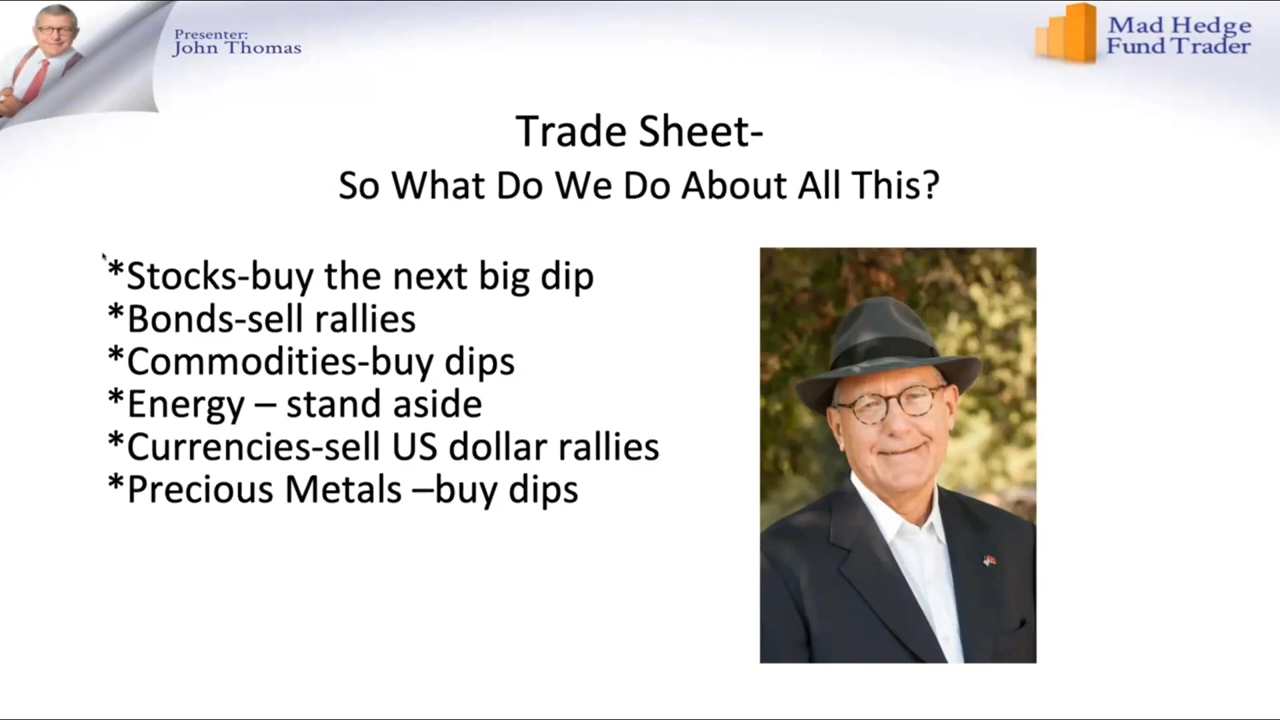 Presenter:
John Thomas
Mad Hedge
Fund Trader
Trade Sheet-
So What Do We Do About All This?
*Stocks-buy the next big dip
*Bonds-sell rallies
*Commodities-buy dips
*Energy – stand aside
*Currencies-sell US dollar rallies
*Precious Metals –buy dips